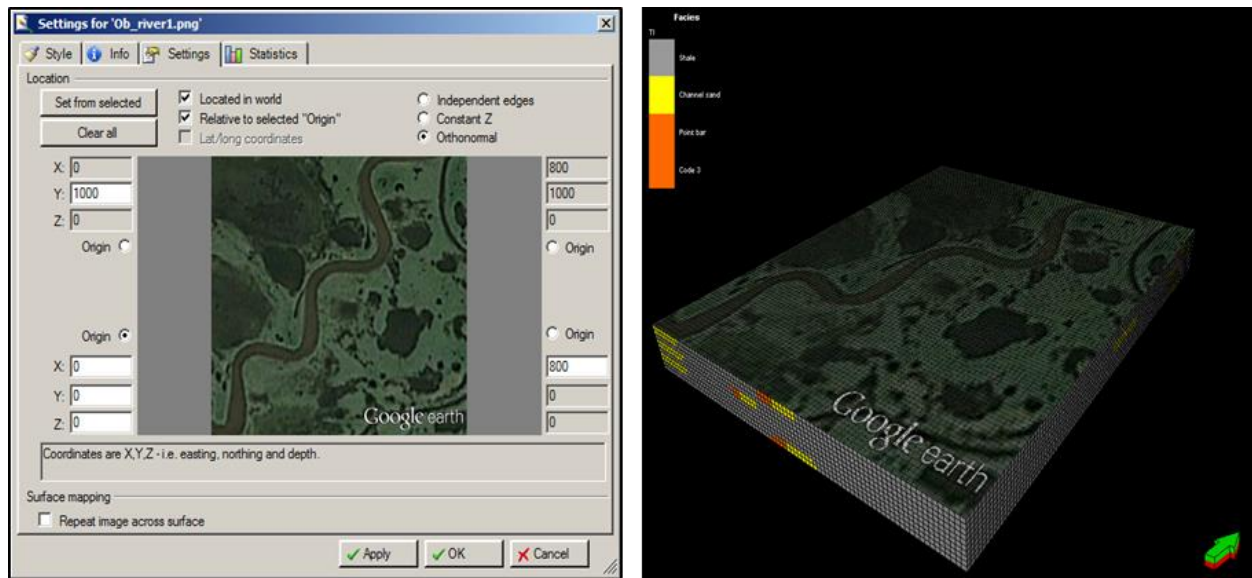 Settings for 'Ob_river1.png'
Style Info Settings Statistics
Location
Set from selected
Clear all
Located in world
Relative to selected "Origin"
Lat/long coordinates
Independent edges
Constant Z
Orthonormal
X: 0
Y: 1000
Z: 0
Origin
800
1000
0
Origin
Origin
X: 0
Y: 0
Z: 0
Origin
800
0
0
Google earth
Coordinates are X,Y,Z - i.e. easting, northing and depth.
Surface mapping
Repeat image across surface
Apply OK Cancel
Facies
TI
Shale
Channel sand
Point bar
Code 3
Google earth